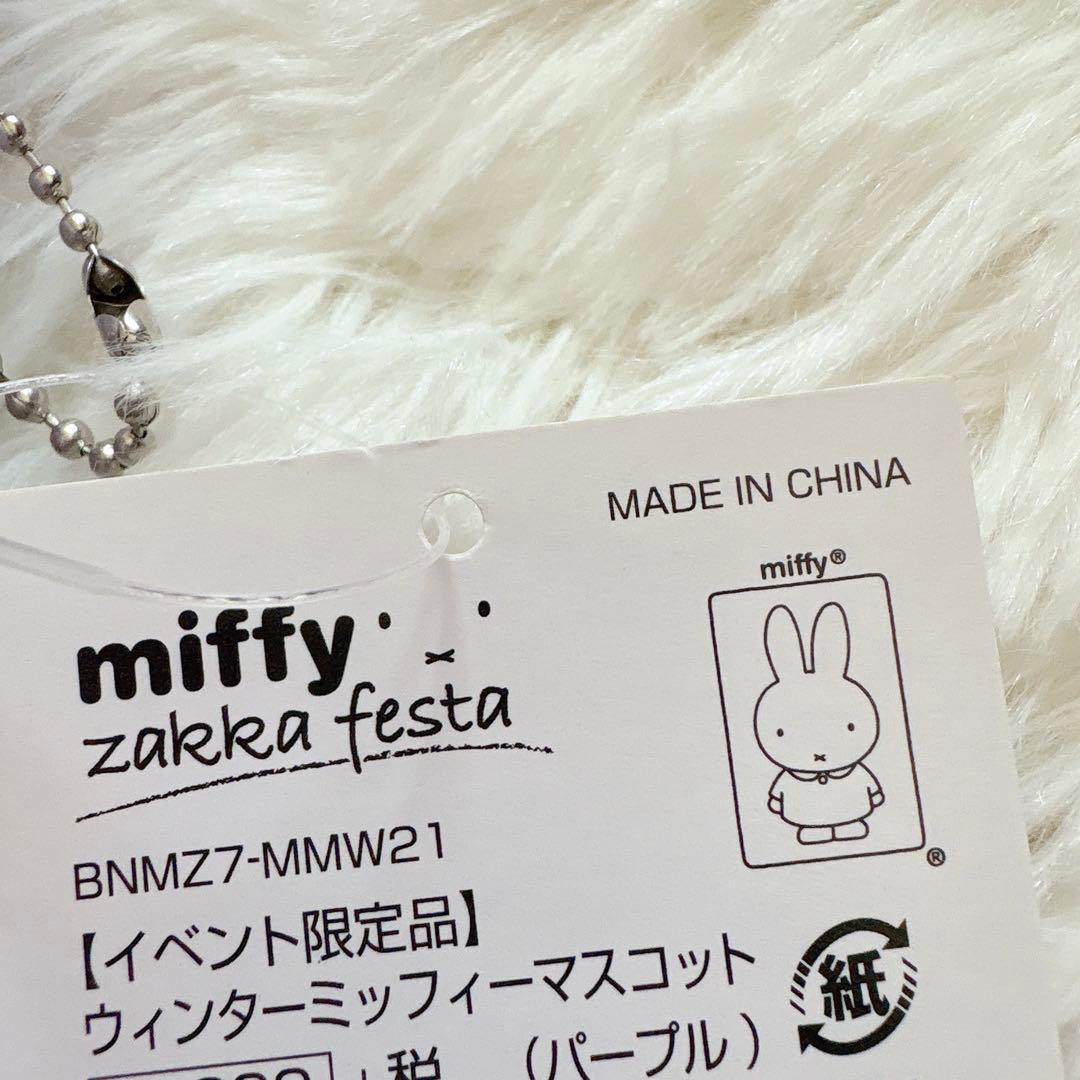 MADE IN CHINA
miffy®
miffy
zakka festa
®
BNMZ7-MMW21
【イベント限定品】
ウィンターミッフィーマスコット
紙
+税 (パープル)